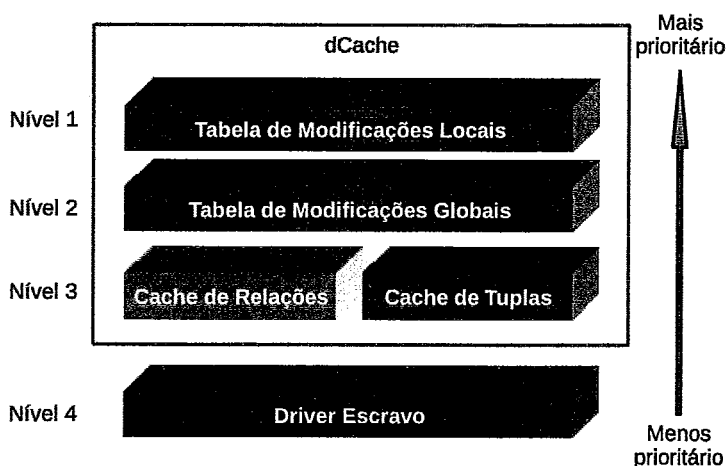 Mais
prioritário
dCache
Nível 1
Tabela de Modificações Locais
Nível 2
Tabela de Modificações Globais
Nível 3
Cache de Relações
Cache de Tuplas
Nível 4
Driver Escravo
Menos
prioritário